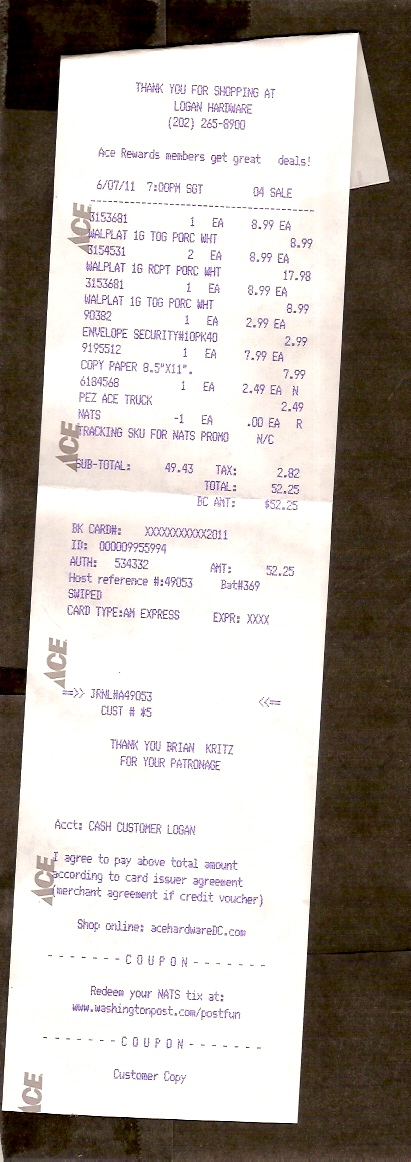 THANK YOU FOR SHOPPING AT
LOGAN HARDWARE
(202) 265-8900
Ace Rewards members get great deals!
6/07/11 7:00PM SGT 04 SALE
----------------------------------------
3153681 1 EA 8.99 EA
WALPLAT 1G TOG PORC WHT 8.99
3154531 2 EA 8.99 EA
WALPLAT 1G RCPT PORC WHT 17.98
3153681 1 EA 8.99 EA
WALPLAT 1G TOG PORC WHT 8.99
90382 1 EA 2.99 EA
ENVELOPE SECURITY#10PK40 2.99
9195512 1 EA 7.99 EA
COPY PAPER 8.5"X11". 7.99
6184568 1 EA 2.49 EA N
PEZ ACE TRUCK 2.49
NATS -1 EA .00 EA R
TRACKING SKU FOR NATS PROMO N/C
SUB-TOTAL: 49.43 TAX: 2.82
TOTAL: 52.25
BC AMT: $52.25
BK CARD#: XXXXXXXXXXX2011
ID: 000009955994
AUTH: 534332 AMT: 52.25
Host reference #:49053 Bat#369
SWIPED
CARD TYPE:AM EXPRESS EXPR: XXXX
==>> JRNL#A49053 <<==
CUST # *5
THANK YOU BRIAN KRITZ
FOR YOUR PATRONAGE
Acct: CASH CUSTOMER LOGAN
I agree to pay above total amount
according to card issuer agreement
(merchant agreement if credit voucher)
Shop online: acehardwareDC.com
- - - - - - - C O U P O N - - - - - - -
Redeem your NATS tix at:
www.washingtonpost.com/postfun
- - - - - - - C O U P O N - - - - - - -
Customer Copy
ACE
ACE
ACE
ACE
ACE